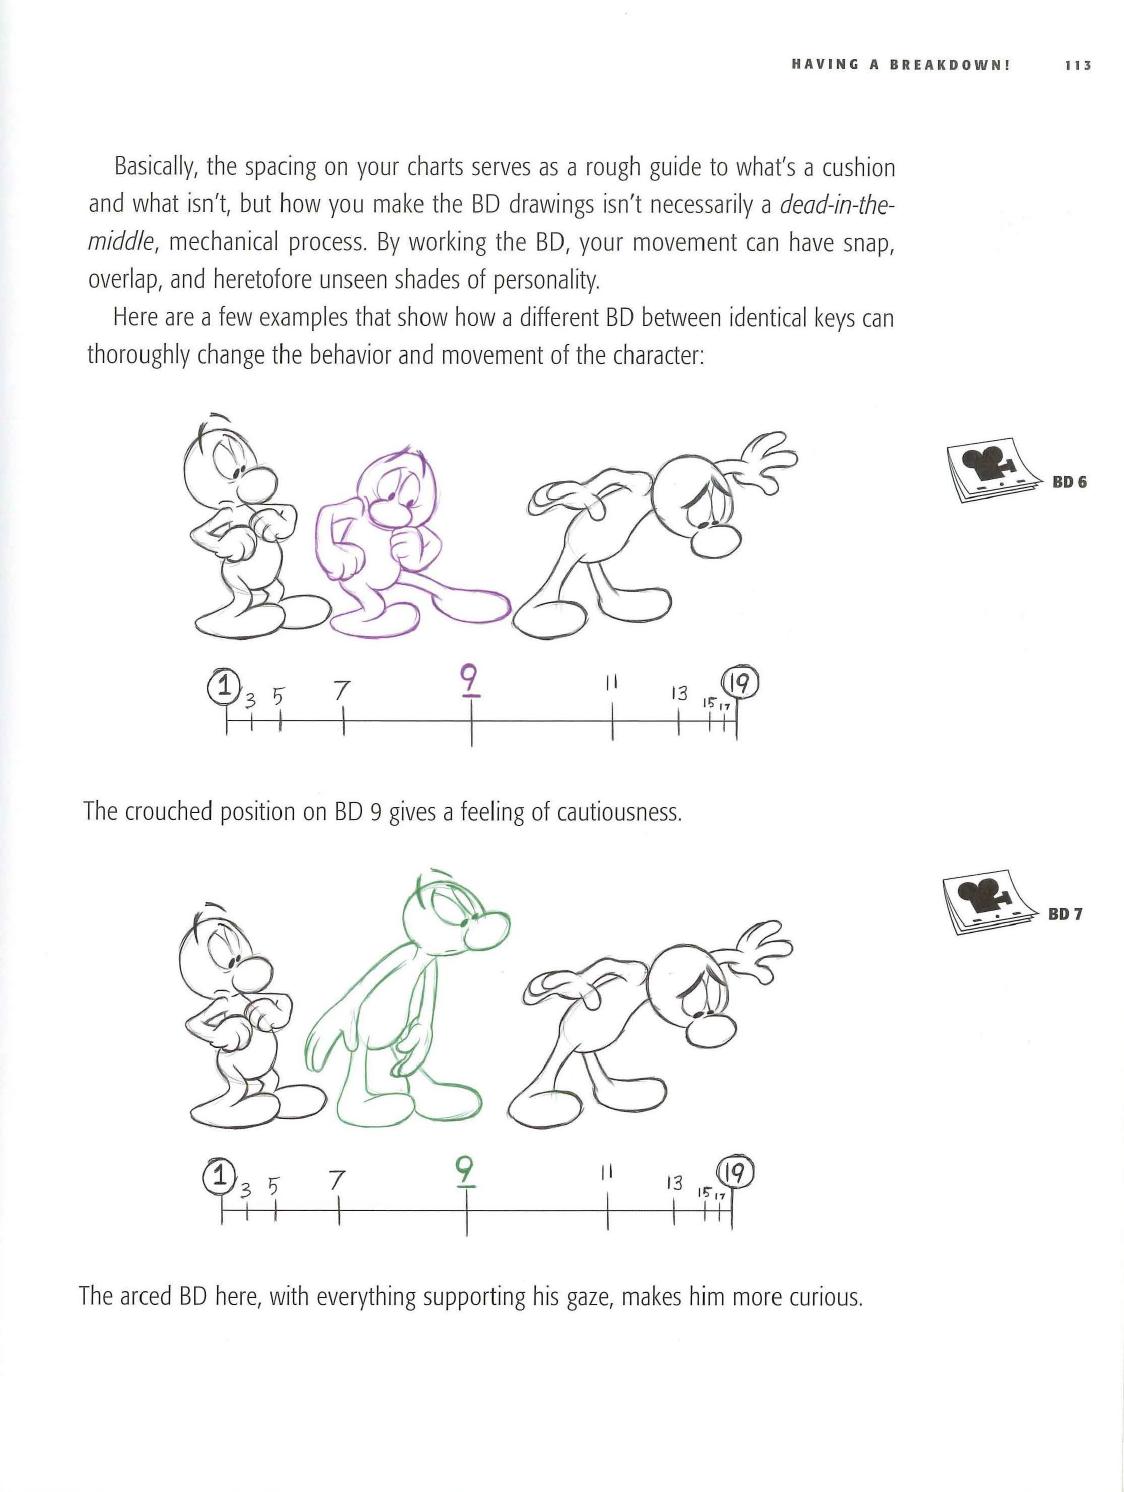 HAVING A BREAKDOWN! 113
Basically, the spacing on your charts serves as a rough guide to what's a cushion
and what isn't, but how you make the BD drawings isn't necessarily a dead-in-the-
middle, mechanical process. By working the BD, your movement can have snap,
overlap, and heretofore unseen shades of personality.
Here are a few examples that show how a different BD between identical keys can
thoroughly change the behavior and movement of the character:
BD 6
1 3 5 7 9 11 13 15 17 19
The crouched position on BD 9 gives a feeling of cautiousness.
BD 7
1 3 5 7 9 11 13 15 17 19
The arced BD here, with everything supporting his gaze, makes him more curious.